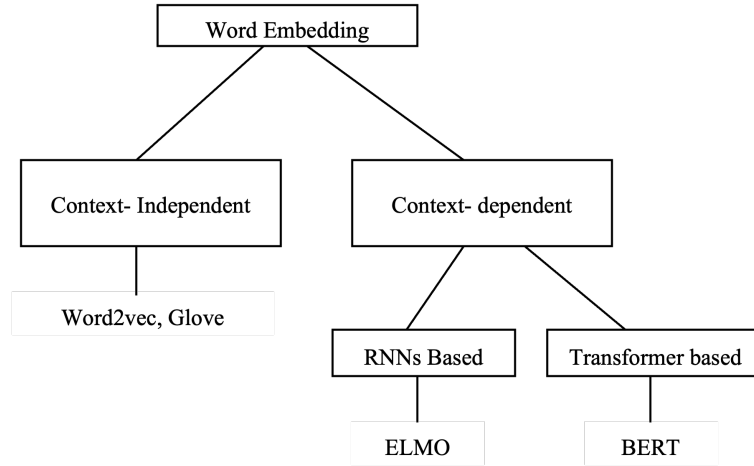 Word Embedding
Context- Independent
Context- dependent
Word2vec, Glove
RNNs Based
Transformer based
ELMO
BERT